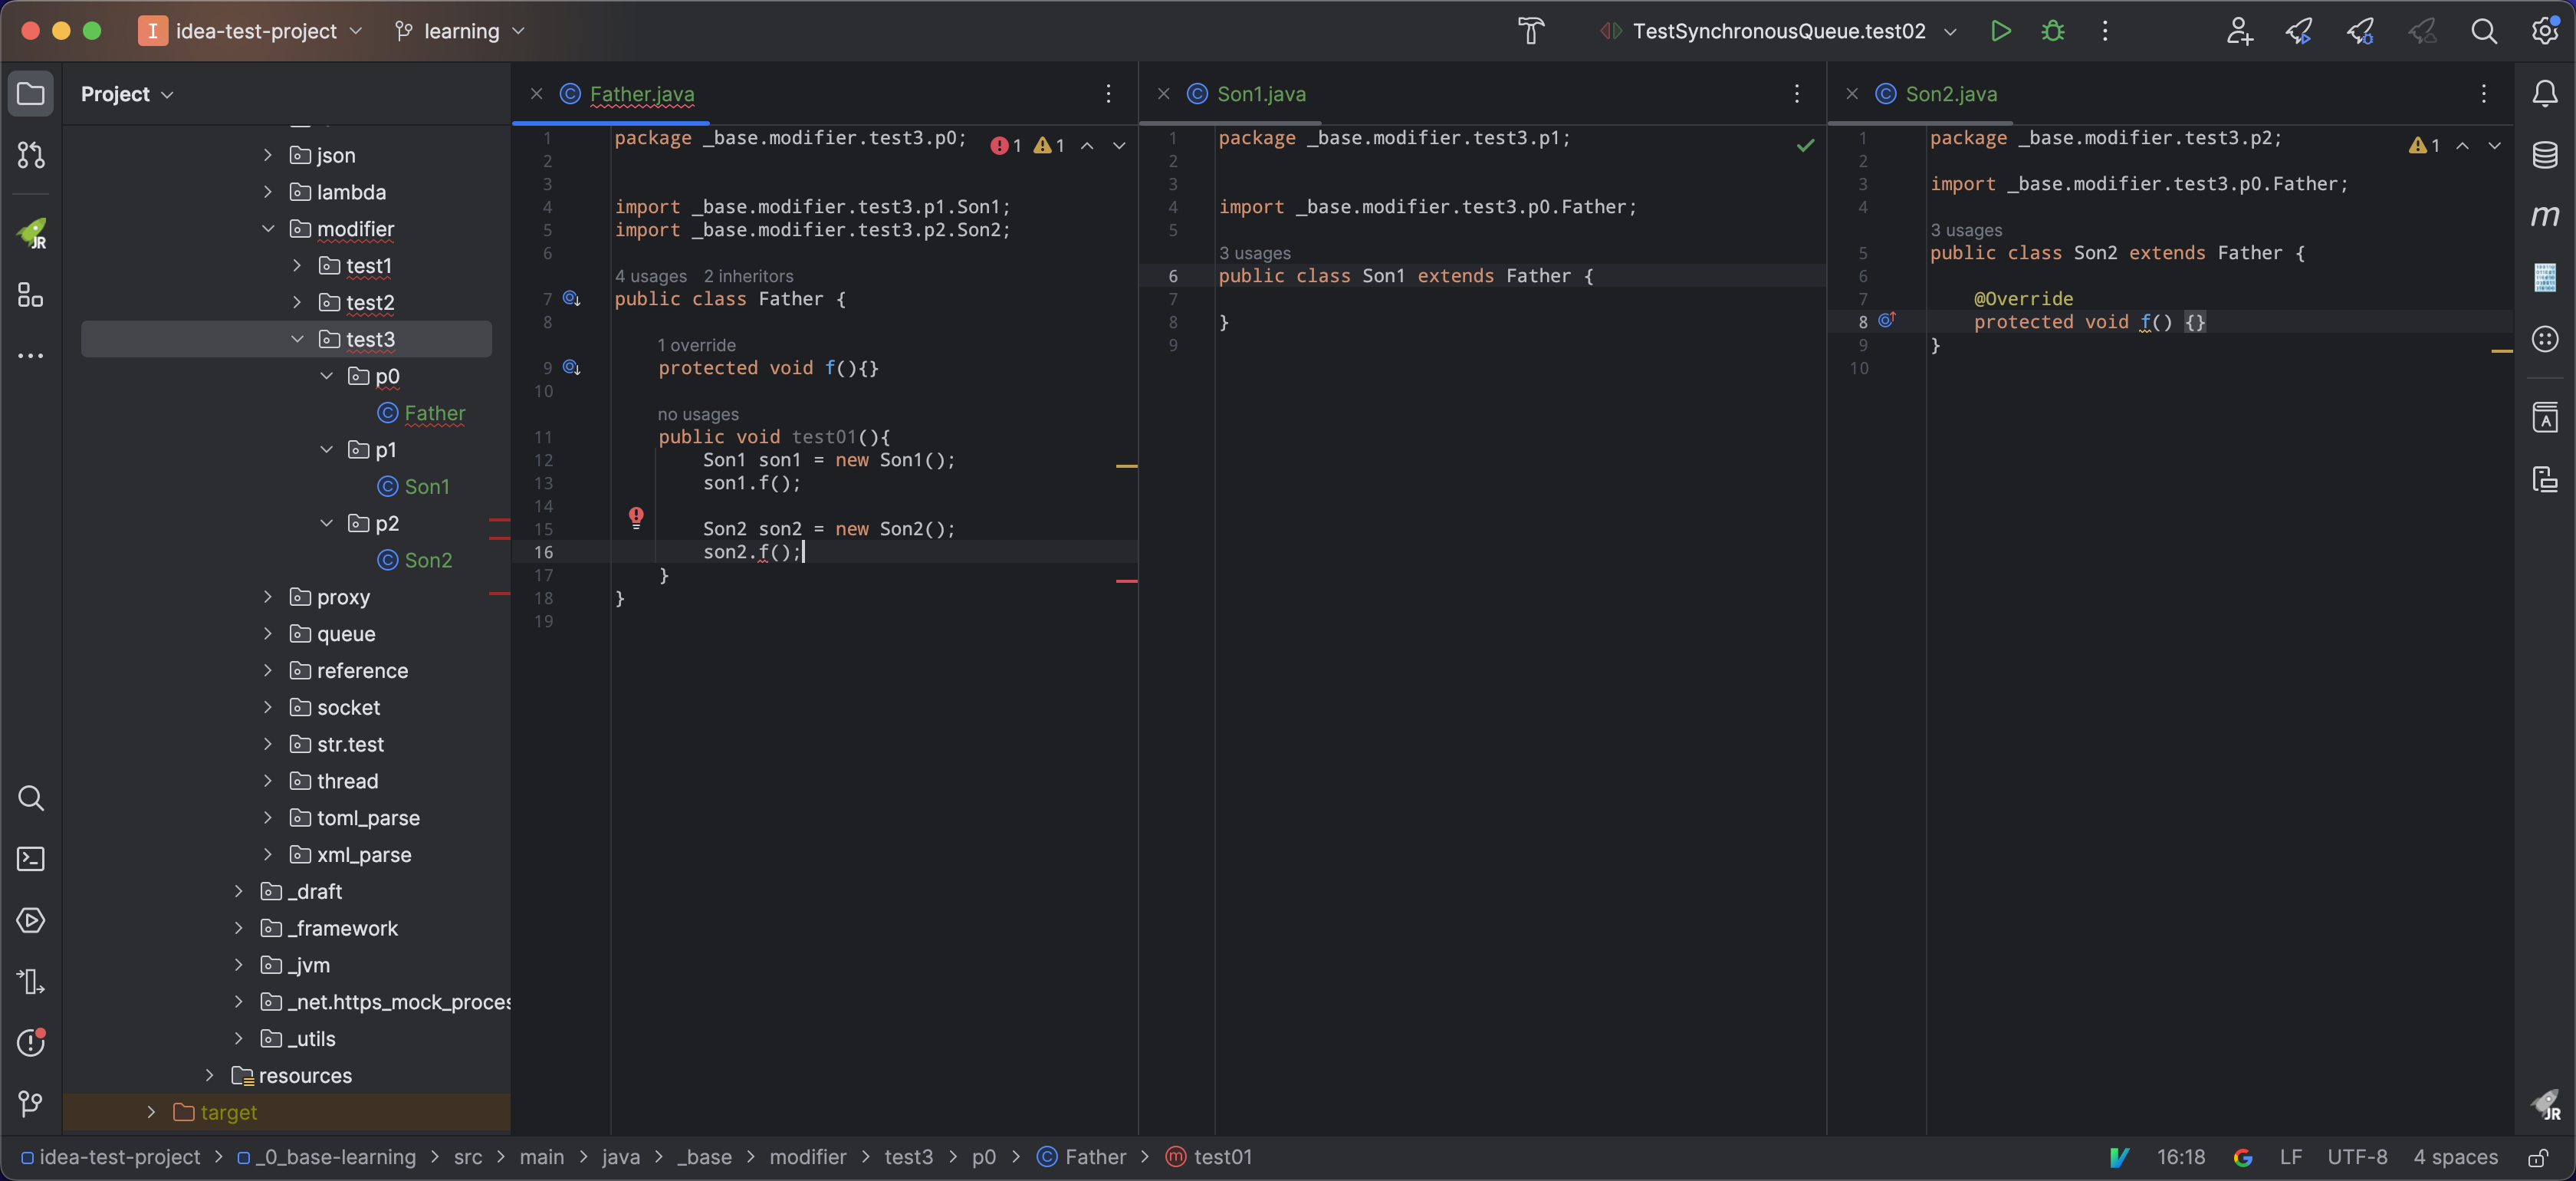 I idea-test-project learning TestSynchronousQueue.test02
Project
json
lambda
modifier
test1
test2
test3
p0
Father
p1
Son1
p2
Son2
proxy
queue
reference
socket
str.test
thread
toml_parse
xml_parse
_draft
_framework
_jvm
_net.https_mock_proces
_utils
resources
target
Father.java
1 package _base.modifier.test3.p0; 1 1
2
3
4 import _base.modifier.test3.p1.Son1;
5 import _base.modifier.test3.p2.Son2;
6
4 usages 2 inheritors
7 public class Father {
8
1 override
9 protected void f(){}
10
no usages
11 public void test01(){
12 Son1 son1 = new Son1();
13 son1.f();
14
15 Son2 son2 = new Son2();
16 son2.f();
17 }
18 }
19
Son1.java
1 package _base.modifier.test3.p1;
2
3
4 import _base.modifier.test3.p0.Father;
5
3 usages
6 public class Son1 extends Father {
7
8 }
9
Son2.java
1 package _base.modifier.test3.p2; 1
2
3 import _base.modifier.test3.p0.Father;
4
3 usages
5 public class Son2 extends Father {
6
7 @Override
8 protected void f() {}
9 }
10
JR
m
A
JR
idea-test-project > _0_base-learning > src > main > java > _base > modifier > test3 > p0 > Father > test01 16:18 LF UTF-8 4 spaces